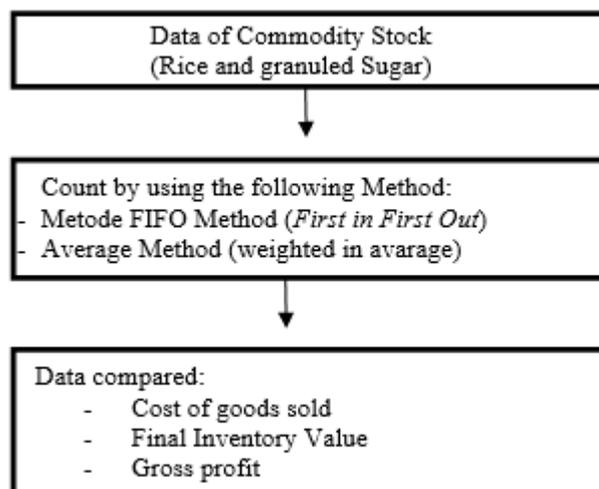 Data of Commodity Stock
(Rice and granuled Sugar)
Count by using the following Method:
- Metode FIFO Method (First in First Out)
- Average Method (weighted in avarage)
Data compared:
- Cost of goods sold
- Final Inventory Value
- Gross profit